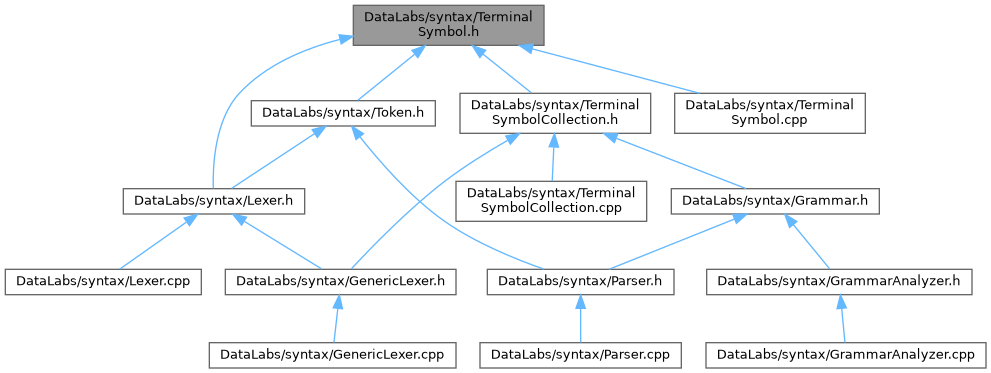 DataLabs/syntax/Terminal
Symbol.h
DataLabs/syntax/Token.h
DataLabs/syntax/Terminal
SymbolCollection.h
DataLabs/syntax/Terminal
Symbol.cpp
DataLabs/syntax/Lexer.h
DataLabs/syntax/Terminal
SymbolCollection.cpp
DataLabs/syntax/Grammar.h
DataLabs/syntax/Lexer.cpp
DataLabs/syntax/GenericLexer.h
DataLabs/syntax/Parser.h
DataLabs/syntax/GrammarAnalyzer.h
DataLabs/syntax/GenericLexer.cpp
DataLabs/syntax/Parser.cpp
DataLabs/syntax/GrammarAnalyzer.cpp